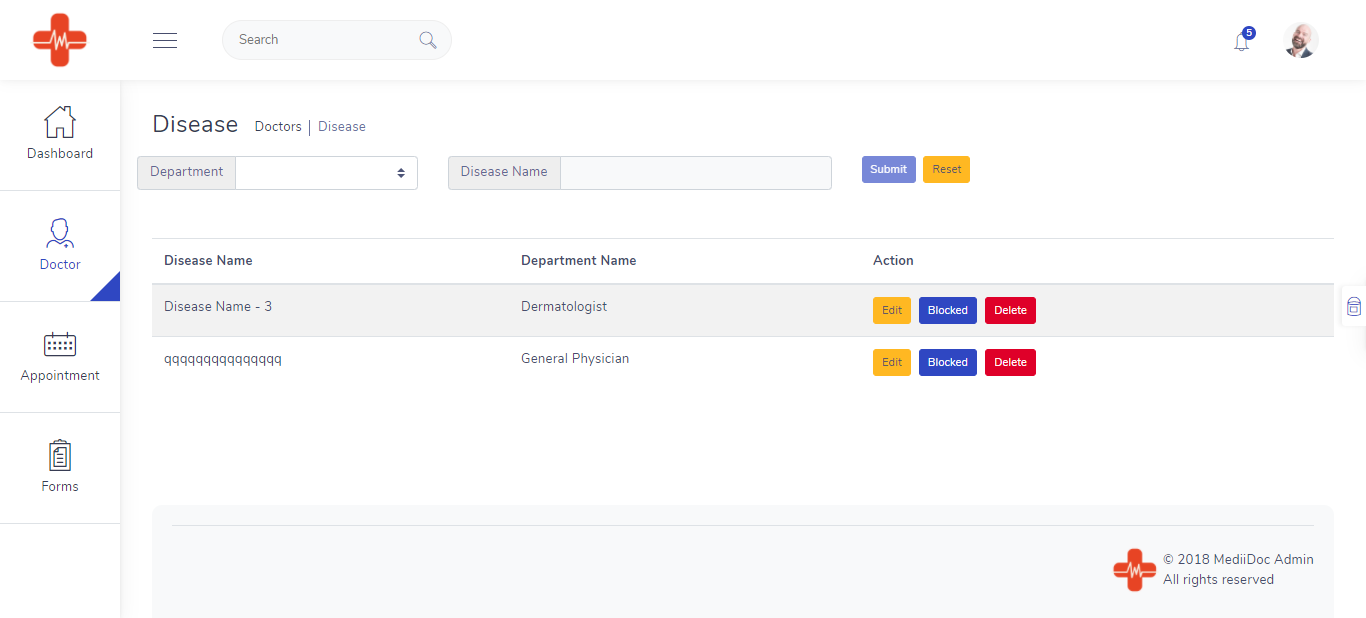 Search
5
Dashboard
Doctor
Appointment
Forms
Disease Doctors | Disease
Department
Disease Name
Submit Reset
Disease Name Department Name Action
Disease Name - 3 Dermatologist Edit Blocked Delete
qqqqqqqqqqqqqqq General Physician Edit Blocked Delete
© 2018 MediiDoc Admin
All rights reserved